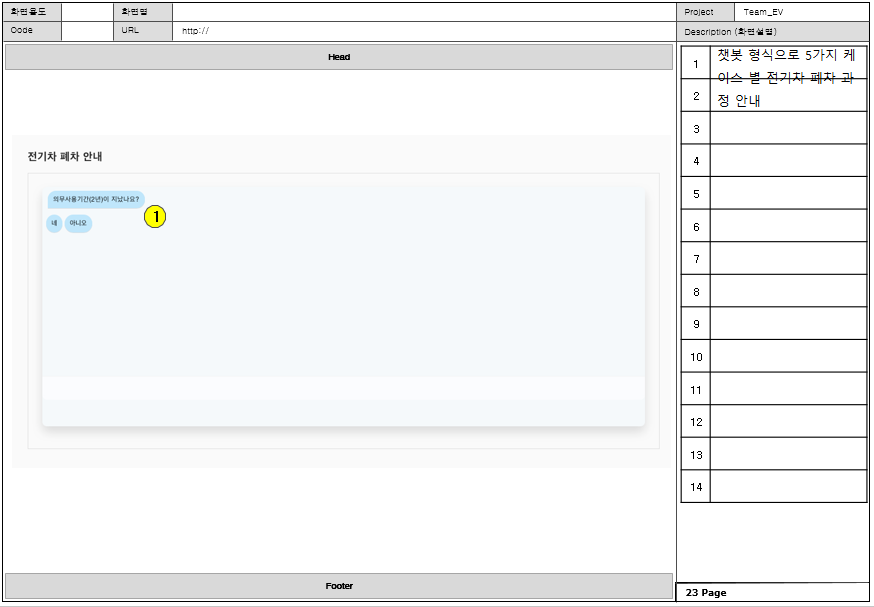 화면용도 화면명 Project Team_EV
Code URL http:// Description (화면설명)
Head
전기차 폐차 안내
의무사용기간(2년)이 지났나요?
네 아니오
1
1 챗봇 형식으로 5가지 케
이스 별 전기차 폐차 과
2 정 안내
3
4
5
6
7
8
9
10
11
12
13
14
Footer
23 Page